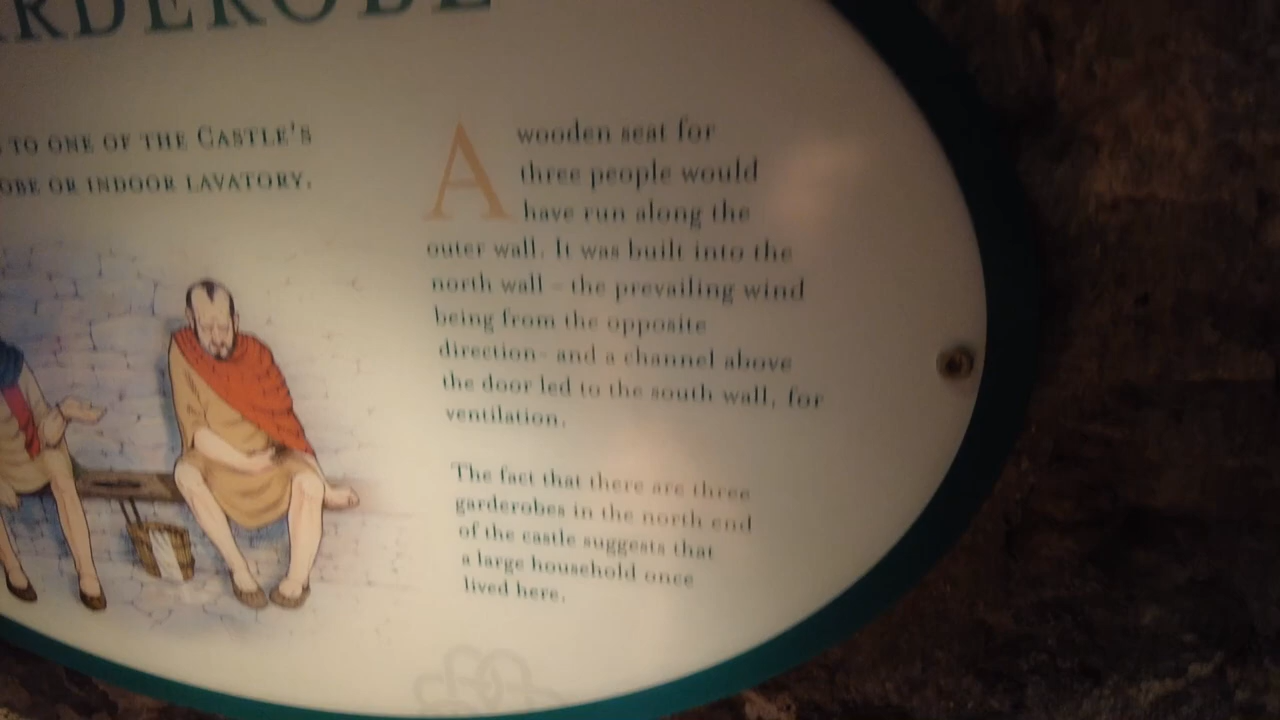 RDEROBE
TO ONE OF THE CASTLE'S
OBE OR INDOOR LAVATORY.
A wooden seat for
three people would
have run along the
outer wall. It was built into the
north wall - the prevailing wind
being from the opposite
direction- and a channel above
the door led to the south wall, for
ventilation.
The fact that there are three
garderobes in the north end
of the castle suggests that
a large household once
lived here.